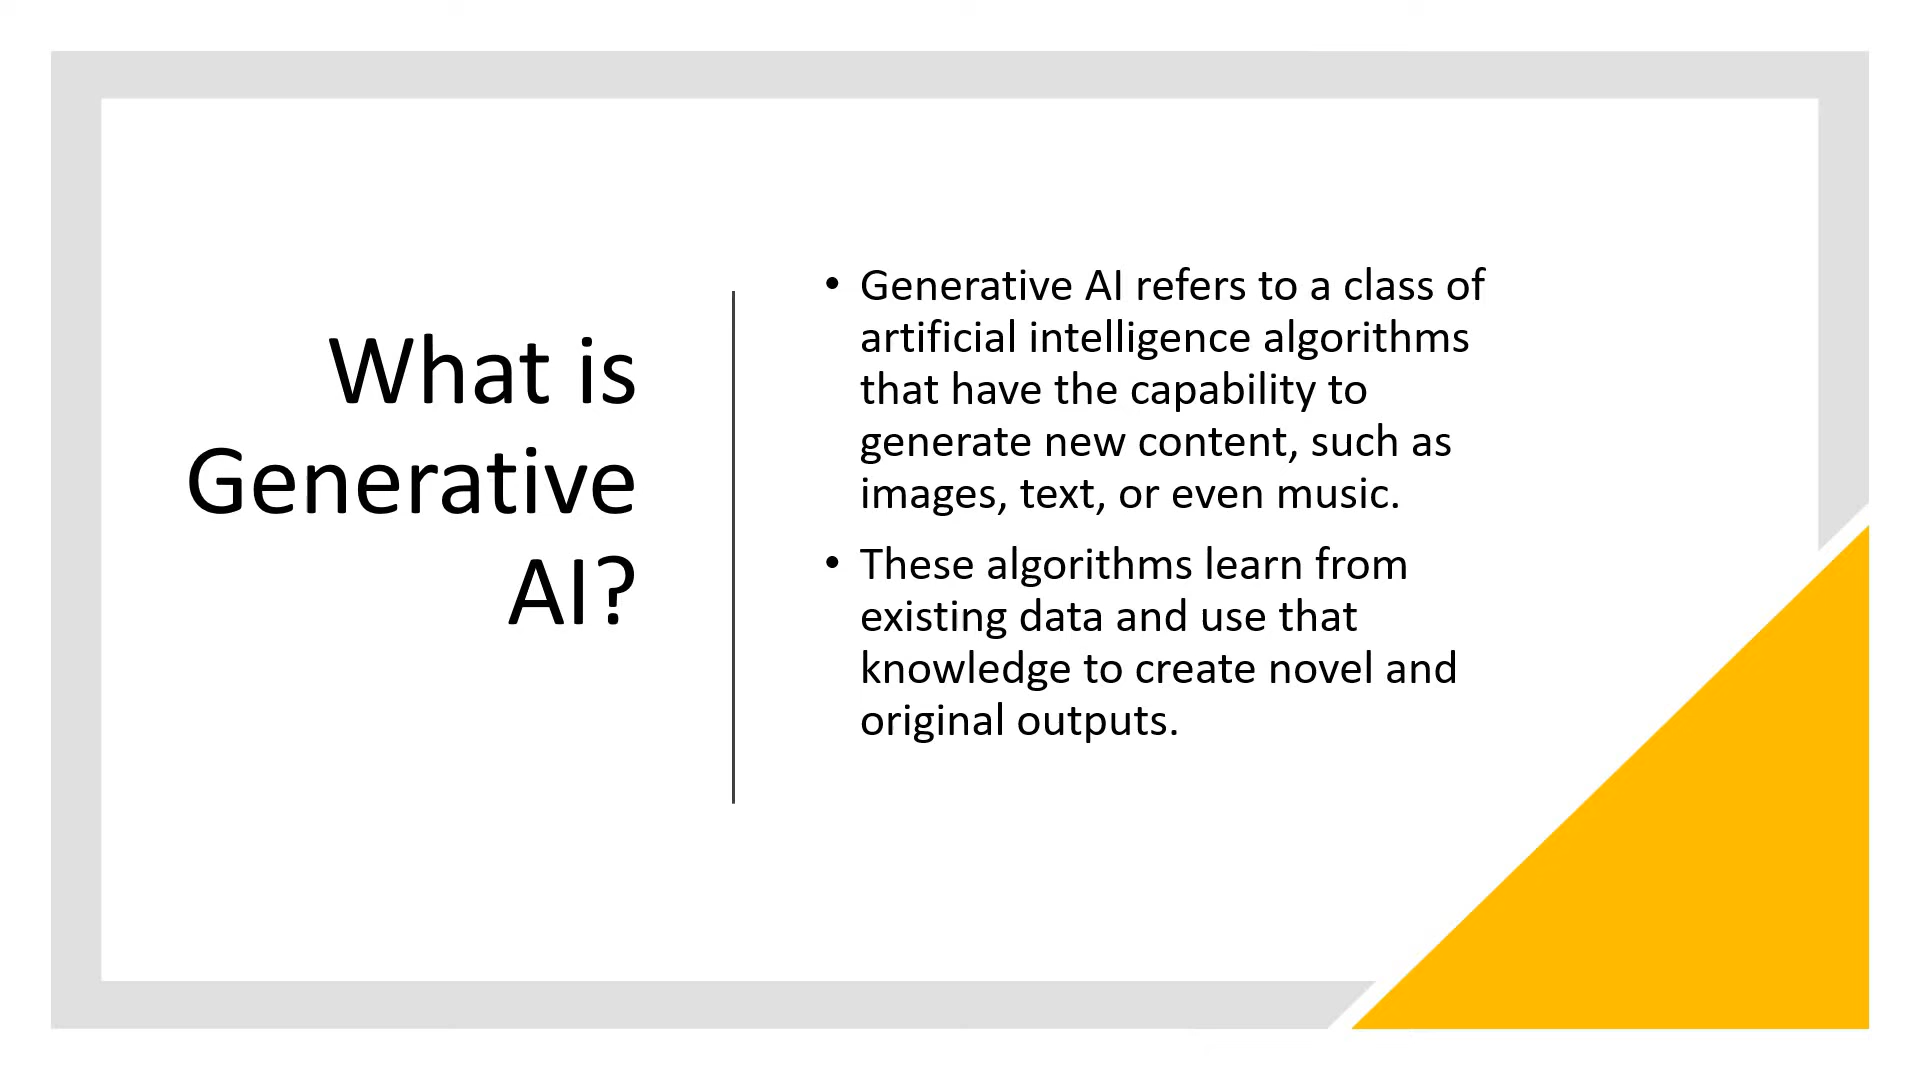 What is
Generative
AI?
• Generative AI refers to a class of
artificial intelligence algorithms
that have the capability to
generate new content, such as
images, text, or even music.
• These algorithms learn from
existing data and use that
knowledge to create novel and
original outputs.